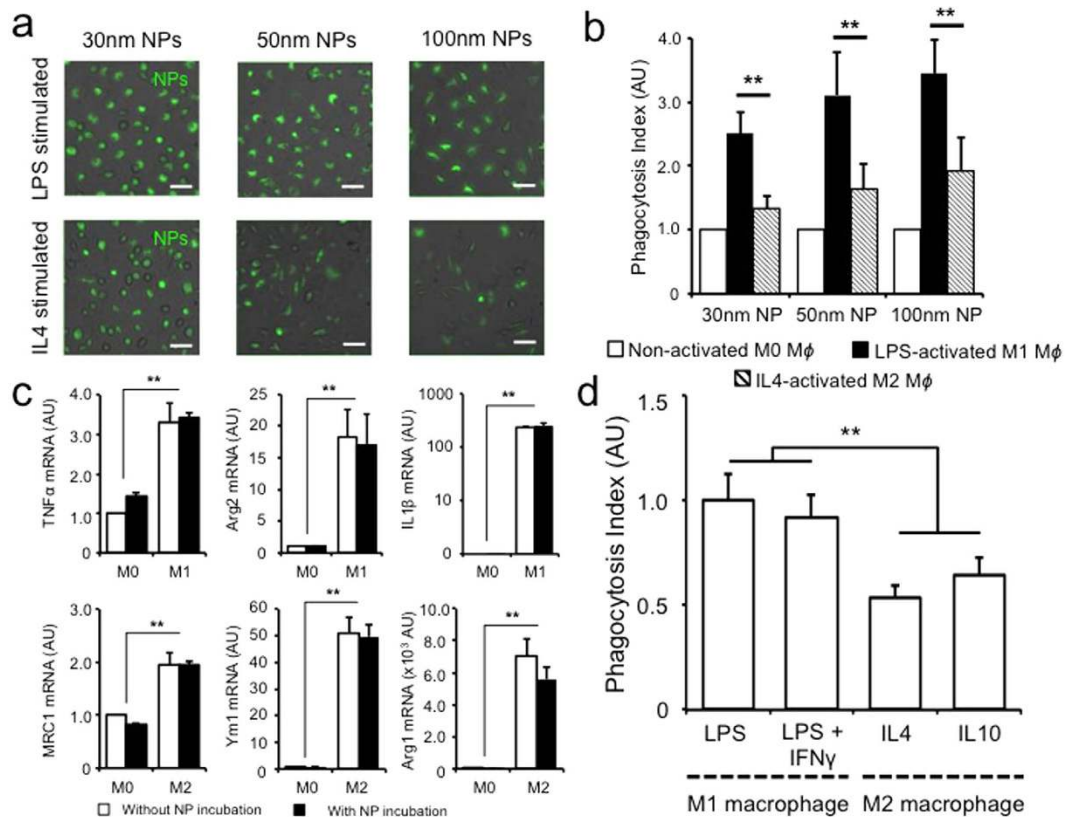 a
30nm NPs
50nm NPs
100nm NPs
LPS stimulated
NPs
IL4 stimulated
NPs
b
Phagocytosis Index (AU)
4.0
3.0
2.0
1.0
0
**
**
**
30nm NP
50nm NP
100nm NP
Non-activated M0 Mϕ
LPS-activated M1 Mϕ
IL4-activated M2 Mϕ
c
TNFα mRNA (AU)
4.0
3.0
2.0
1.0
0
**
M0
M1
Arg2 mRNA (AU)
25
20
15
10
5
0
**
M0
M1
IL1β mRNA (AU)
1000
100
10
0
**
M0
M1
MRC1 mRNA (AU)
3.0
2.0
1.0
0
**
M0
M2
Ym1 mRNA (AU)
60
50
40
30
20
10
0
**
M0
M2
Arg1 mRNA (x10³ AU)
10.0
8.0
6.0
4.0
2.0
0.0
**
M0
M2
Without NP incubation
With NP incubation
d
Phagocytosis Index (AU)
1.5
1.0
0.5
0
**
LPS
LPS +
IFNγ
IL4
IL10
M1 macrophage
M2 macrophage